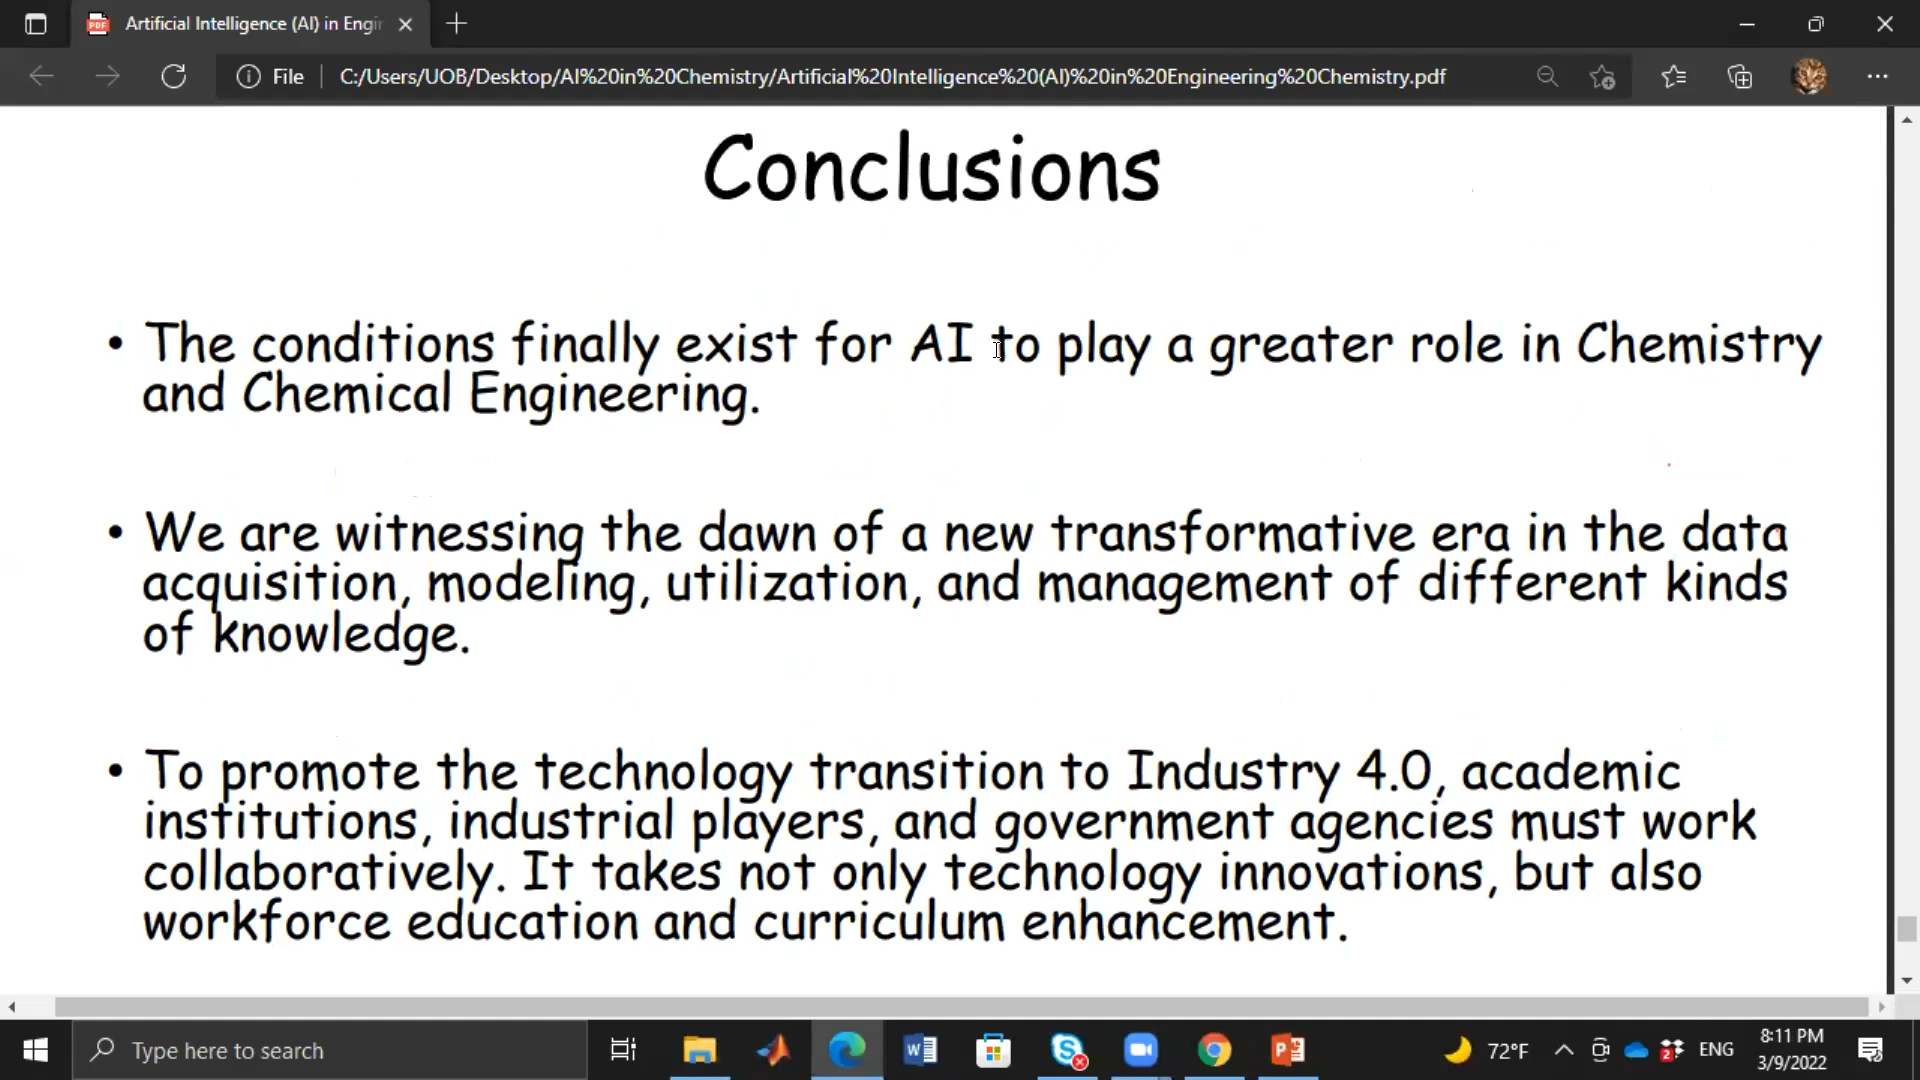 Artificial Intelligence (AI) in Engin
File
C:/Users/UOB/Desktop/AI%20in%20Chemistry/Artificial%20Intelligence%20(AI)%20in%20Engineering%20Chemistry.pdf
Conclusions
• The conditions finally exist for AI to play a greater role in Chemistry
and Chemical Engineering.
• We are witnessing the dawn of a new transformative era in the data
acquisition, modeling, utilization, and management of different kinds
of knowledge.
• To promote the technology transition to Industry 4.0, academic
institutions, industrial players, and government agencies must work
collaboratively. It takes not only technology innovations, but also
workforce education and curriculum enhancement.
Type here to search
72°F
ENG
8:11 PM
3/9/2022